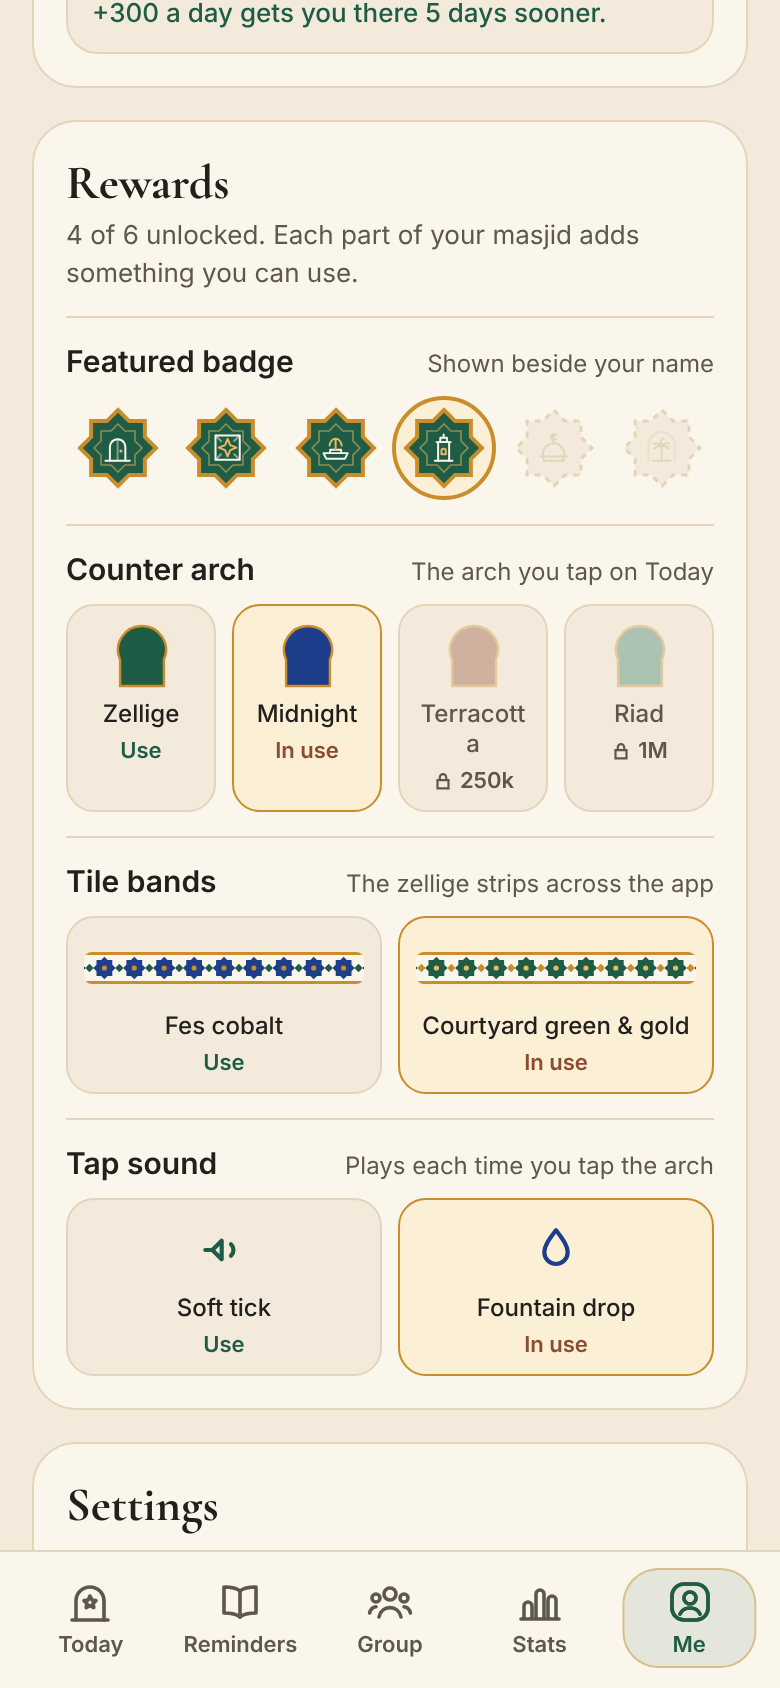 +300 a day gets you there 5 days sooner.
Rewards
4 of 6 unlocked. Each part of your masjid adds
something you can use.
Featured badge
Shown beside your name
Counter arch
The arch you tap on Today
Zellige
Use
Midnight
In use
Terracott
a
250k
Riad
1M
Tile bands
The zellige strips across the app
Fes cobalt
Use
Courtyard green & gold
In use
Tap sound
Plays each time you tap the arch
Soft tick
Use
Fountain drop
In use
Settings
Today
Reminders
Group
Stats
Me